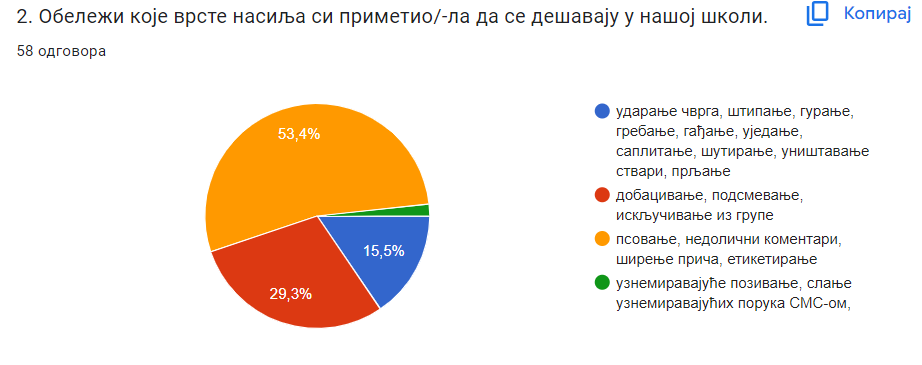 2. Обележи које врсте насиља си приметио/-ла да се дешавају у нашој школи.
Копирај
58 одговора
53,4%
15,5%
29,3%
ударање чврга, штипање, гурање,
гребање, гађање, уједање,
саплитање, шутирање, уништавање
ствари, прљање
добацивање, подсмевање,
искључивање из групе
псовање, недолични коментари,
ширење прича, етикетирање
узнемиравајуће позивање, слање
узнемиравајућих порука СМС-ом,